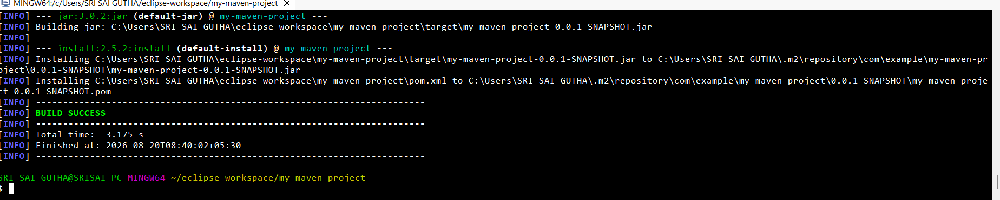 MINGW64:/c/Users/SRI SAI GUTHA/eclipse-workspace/my-maven-project
[INFO] --- jar:3.0.2:jar (default-jar) @ my-maven-project ---
[INFO] Building jar: C:\Users\SRI SAI GUTHA\eclipse-workspace\my-maven-project\target\my-maven-project-0.0.1-SNAPSHOT.jar
[INFO]
[INFO] --- install:2.5.2:install (default-install) @ my-maven-project ---
[INFO] Installing C:\Users\SRI SAI GUTHA\eclipse-workspace\my-maven-project\target\my-maven-project-0.0.1-SNAPSHOT.jar to C:\Users\SRI SAI GUTHA\.m2\repository\com\example\my-maven-pr
oject\0.0.1-SNAPSHOT\my-maven-project-0.0.1-SNAPSHOT.jar
[INFO] Installing C:\Users\SRI SAI GUTHA\eclipse-workspace\my-maven-project\pom.xml to C:\Users\SRI SAI GUTHA\.m2\repository\com\example\my-maven-project\0.0.1-SNAPSHOT\my-maven-proje
ct-0.0.1-SNAPSHOT.pom
[INFO] ------------------------------------------------------------------------
[INFO] BUILD SUCCESS
[INFO] ------------------------------------------------------------------------
[INFO] Total time:  3.175 s
[INFO] Finished at: 2026-08-20T08:40:02+05:30
[INFO] ------------------------------------------------------------------------
SRI SAI GUTHA@SRISAI-PC MINGW64 ~/eclipse-workspace/my-maven-project
$